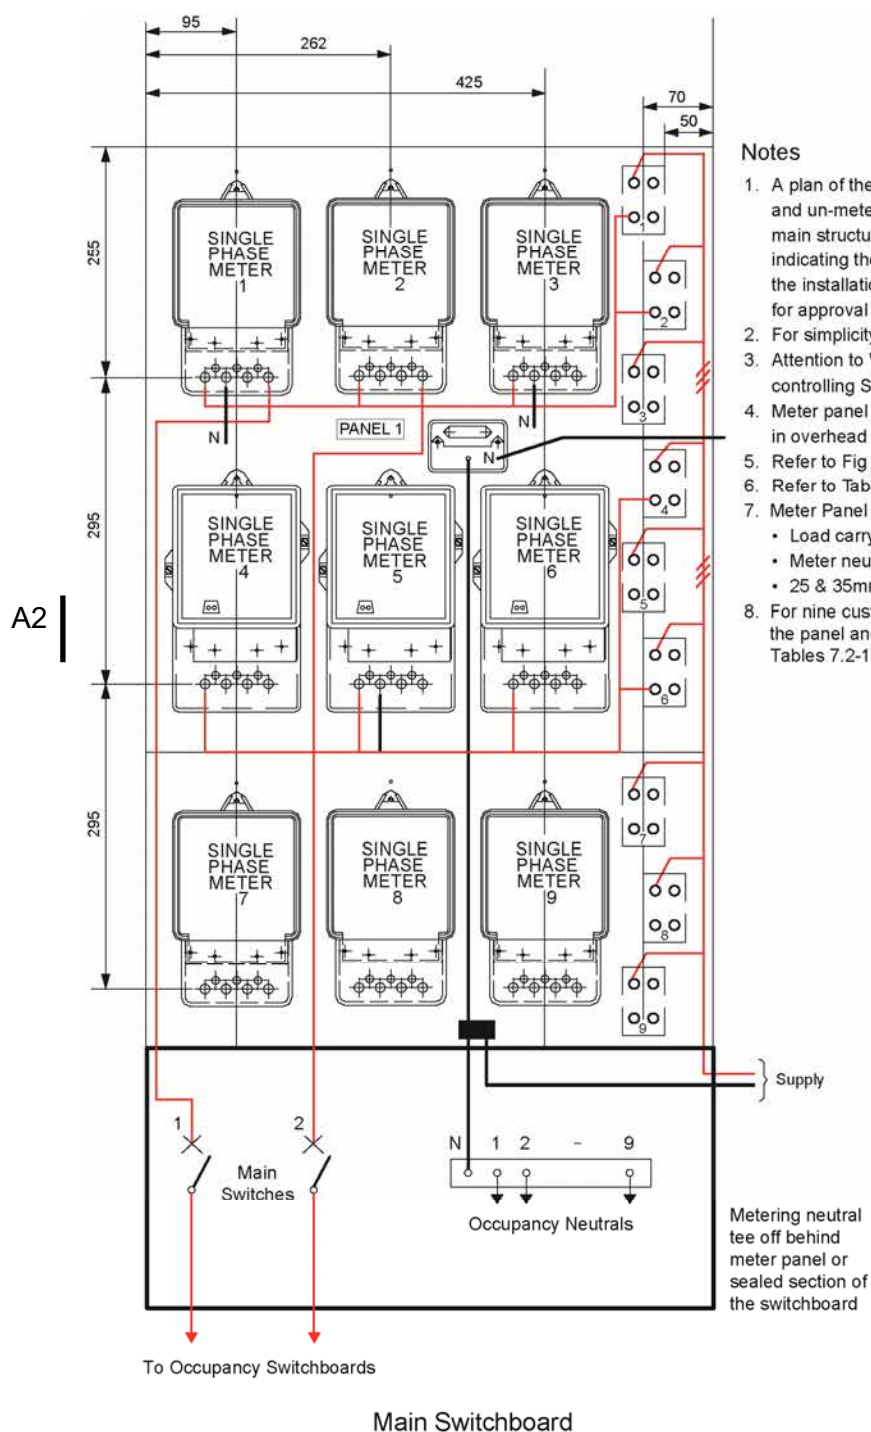 95
262
425
70
50
255
295
295
A2
SINGLE
PHASE
METER
1
SINGLE
PHASE
METER
2
SINGLE
PHASE
METER
3
N
PANEL 1
N
N
SINGLE
PHASE
METER
4
SINGLE
PHASE
METER
5
SINGLE
PHASE
METER
6
SINGLE
PHASE
METER
7
SINGLE
PHASE
METER
8
SINGLE
PHASE
METER
9
1
2
3
4
5
6
7
8
9
Notes
1. A plan of the
and un-mete
main structu
indicating the
the installatio
for approval
2. For simplicity
3. Attention to
controlling S
4. Meter panel
in overhead
5. Refer to Fig
6. Refer to Tab
7. Meter Panel
• Load carry
• Meter neu
• 25 & 35mr
8. For nine cust
the panel and
Tables 7.2-1
Supply
1
2
Main
Switches
N 1 2 - 9
Occupancy Neutrals
Metering neutral
tee off behind
meter panel or
sealed section of
the switchboard
To Occupancy Switchboards
Main Switchboard